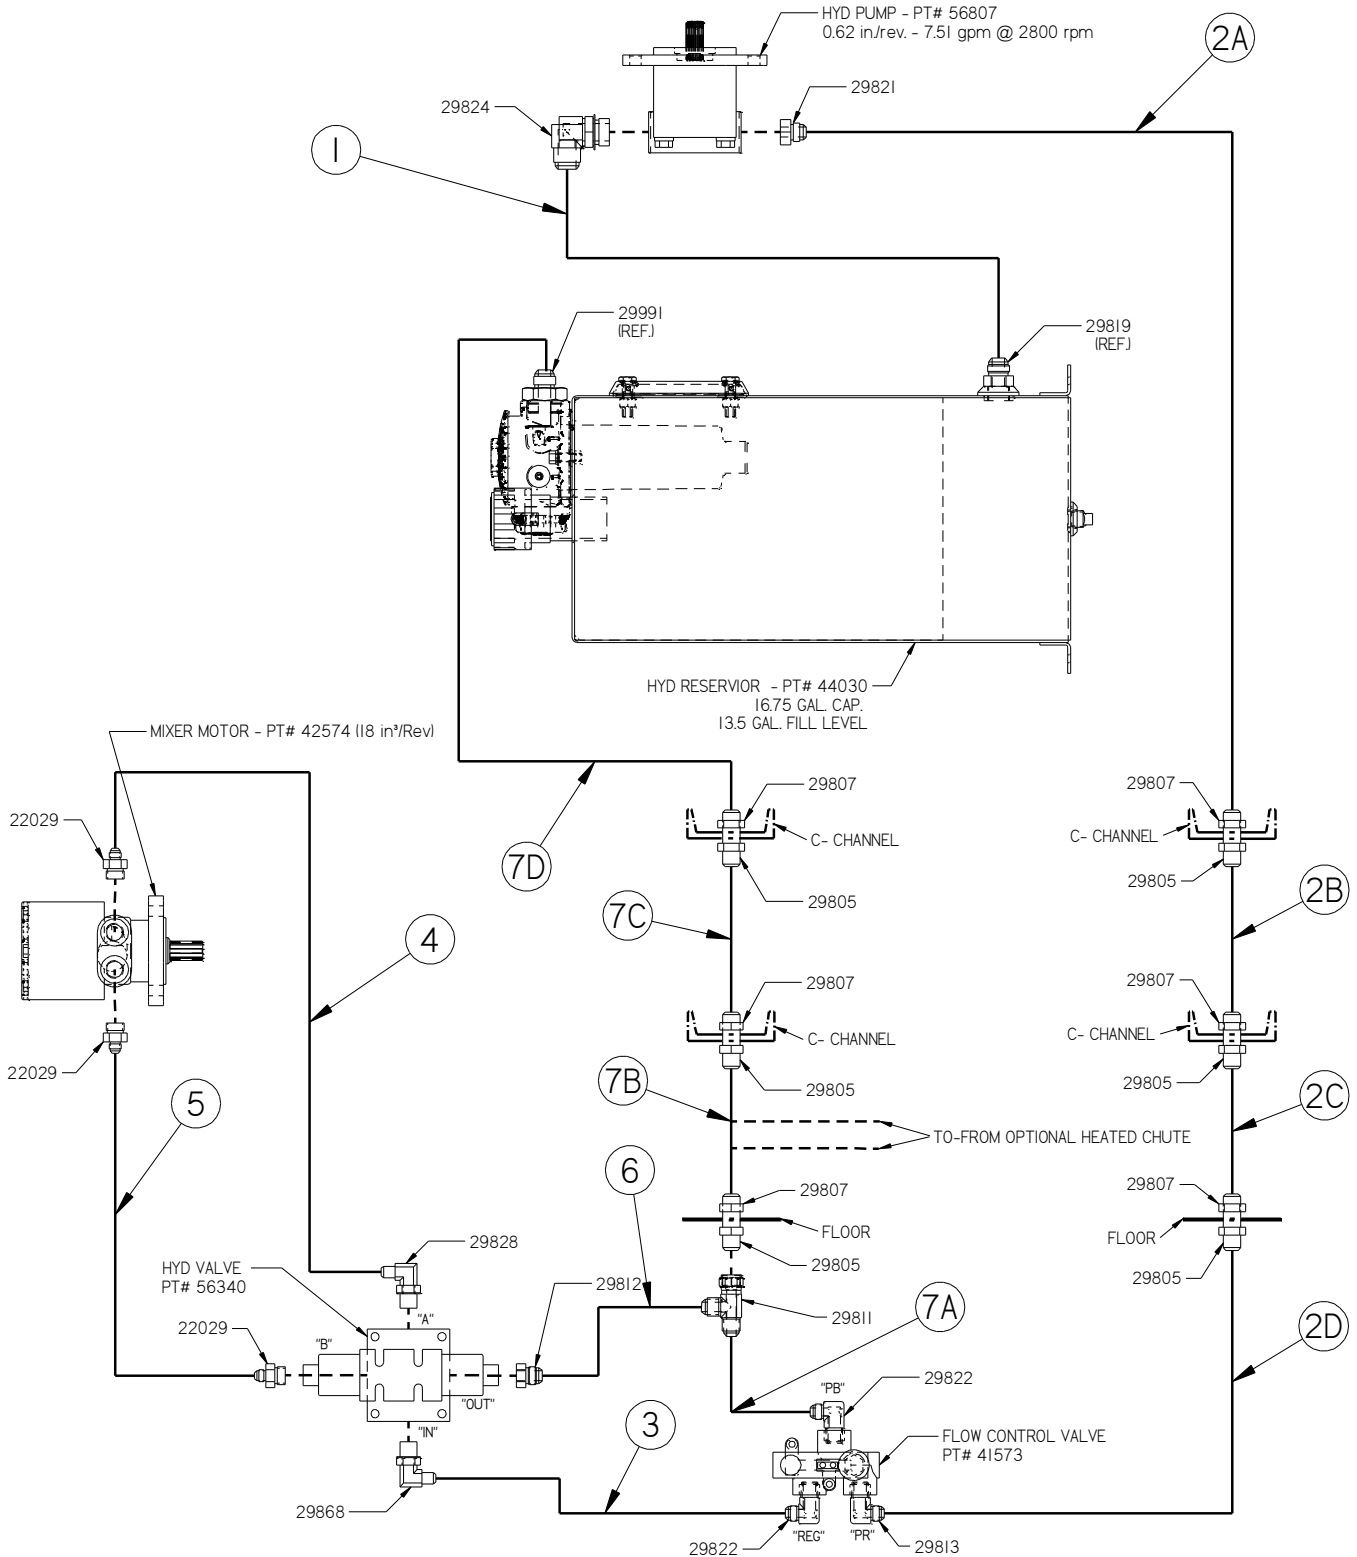 HYD PUMP - PT# 56807
0.62 in./rev. - 7.51 gpm @ 2800 rpm
2A
29821
29824
1
29991
(REF.)
29819
(REF.)
HYD RESERVIOR - PT# 44030
16.75 GAL. CAP.
13.5 GAL. FILL LEVEL
MIXER MOTOR - PT# 42574 (18 in³/Rev)
29807
29807
22029
C- CHANNEL
C- CHANNEL
7D
29805
29805
7C
2B
4
29807
29807
C- CHANNEL
C- CHANNEL
22029
29805
29805
7B
5
2C
TO-FROM OPTIONAL HEATED CHUTE
6
29807
29807
FLOOR
FLOOR
29828
29805
29805
HYD VALVE
PT# 56340
29812
29811
7A
2D
"A"
22029
"B"
"OUT"
"PB"
29822
"IN"
3
FLOW CONTROL VALVE
PT# 41573
29868
"REG"
"PR"
29822
29813